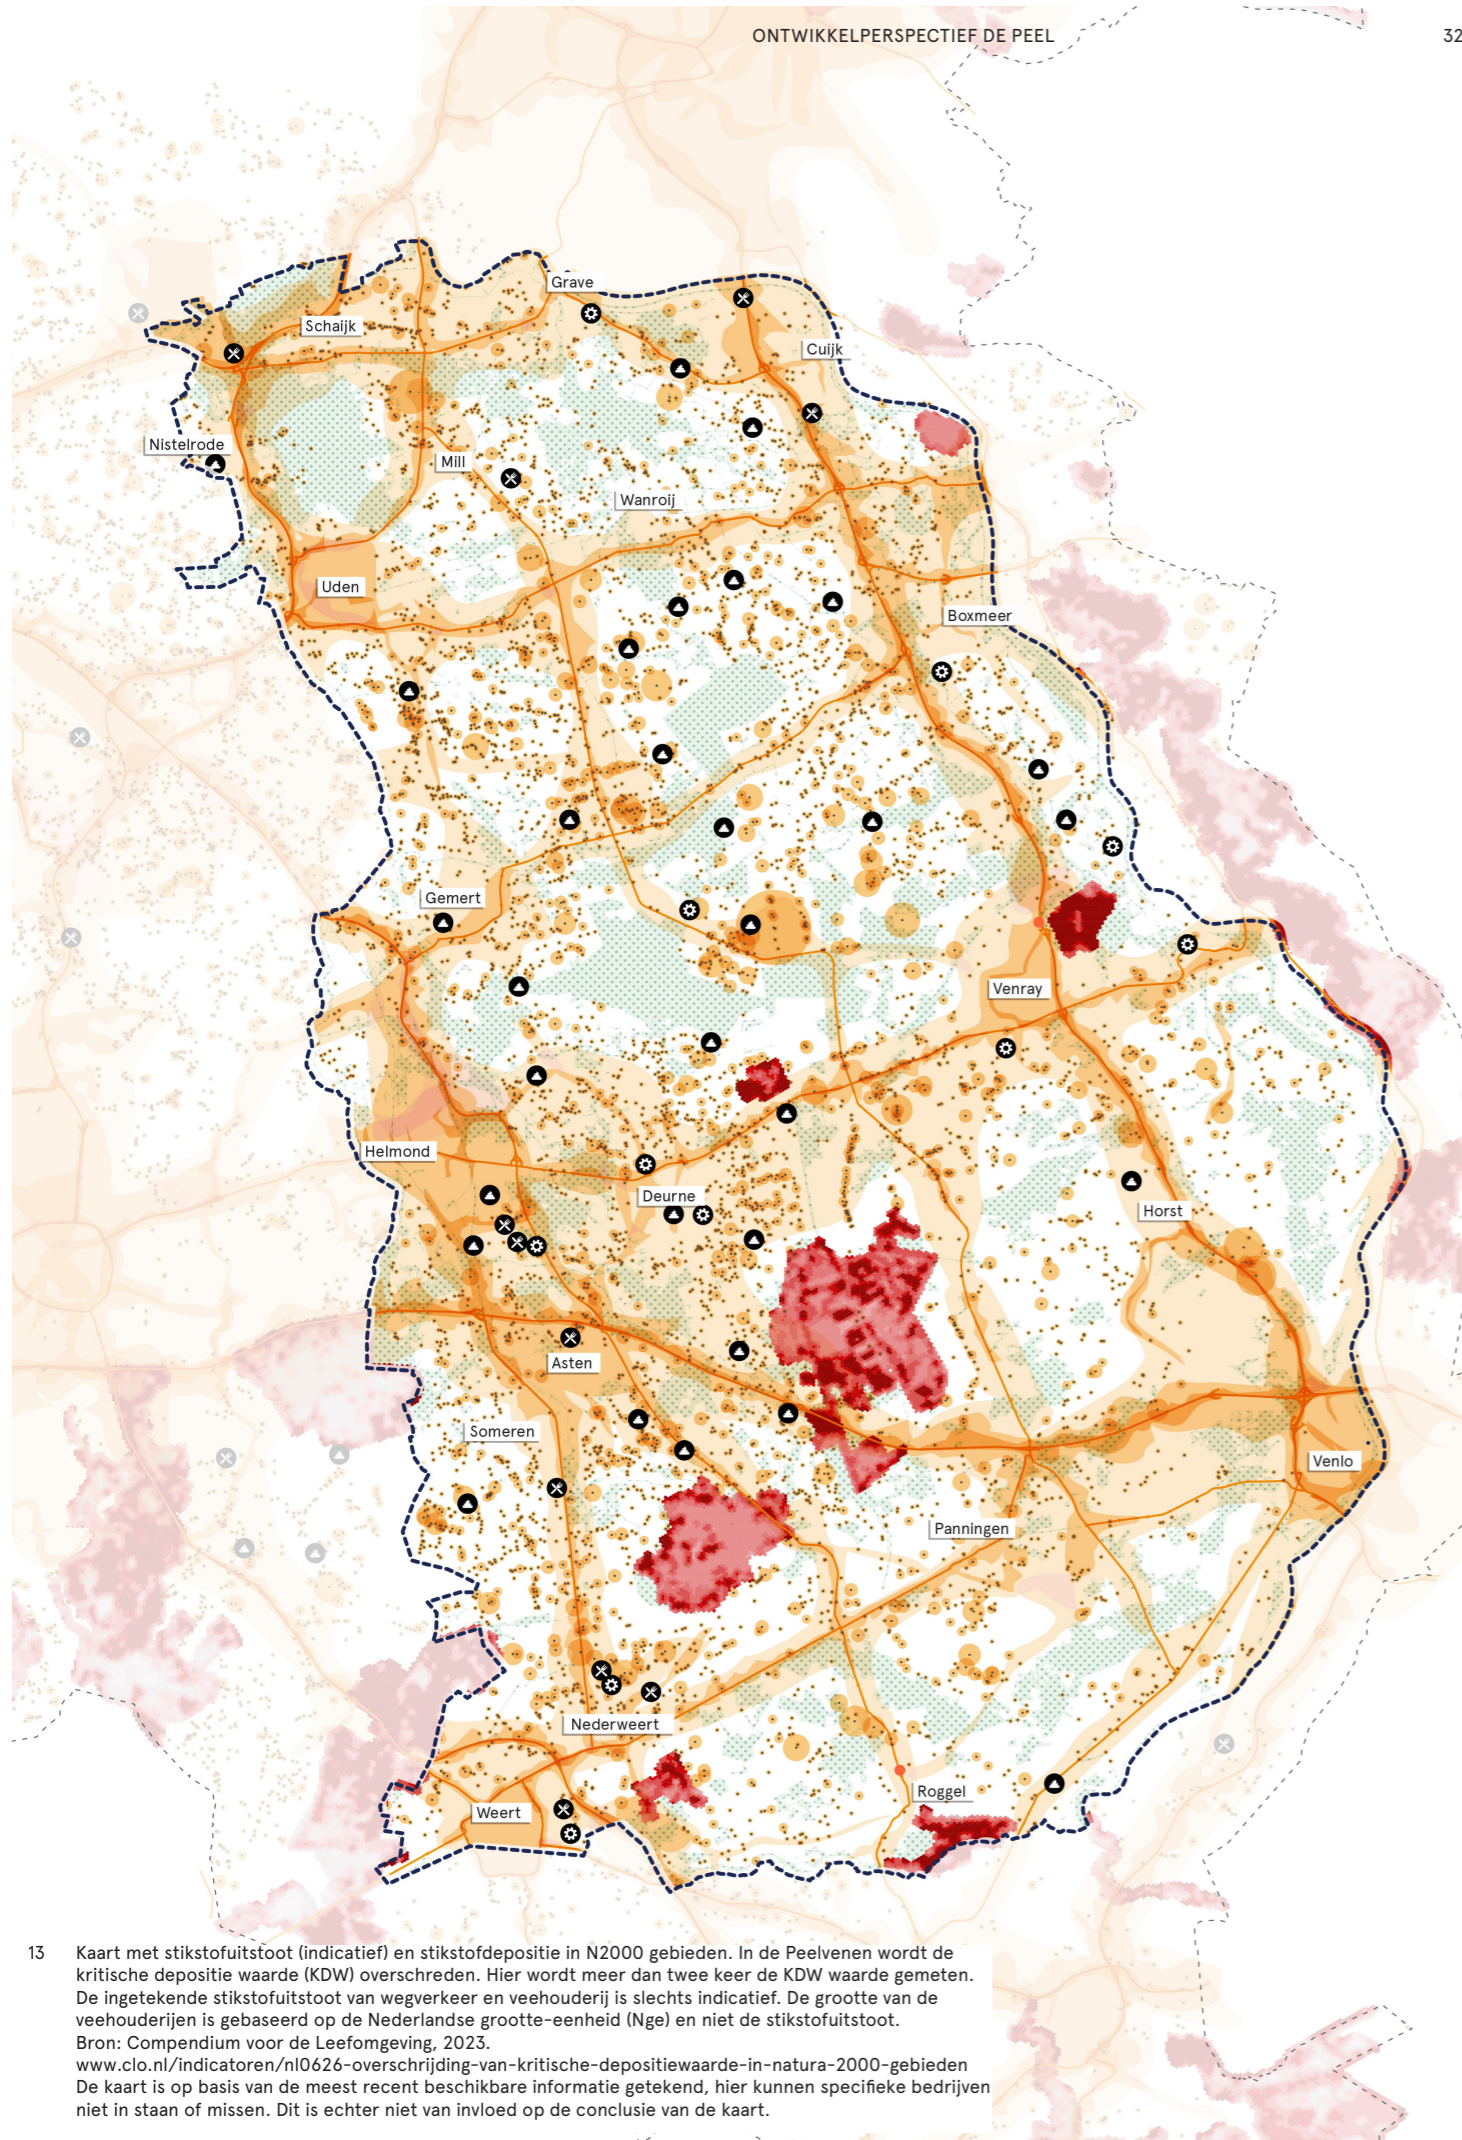 ONTWIKKELPERSPECTIEF DE PEEL
32
Grave
Schaijk
Cuijk
Nistelrode
Mill
Wanroij
Uden
Boxmeer
Gemert
Venray
Helmond
Deurne
Horst
Asten
Someren
Venlo
Panningen
Nederweert
Roggel
Weert
13 Kaart met stikstofuitstoot (indicatief) en stikstofdepositie in N2000 gebieden. In de Peelvenen wordt de
kritische depositie waarde (KDW) overschreden. Hier wordt meer dan twee keer de KDW waarde gemeten.
De ingetekende stikstofuitstoot van wegverkeer en veehouderij is slechts indicatief. De grootte van de
veehouderijen is gebaseerd op de Nederlandse grootte-eenheid (Nge) en niet de stikstofuitstoot.
Bron: Compendium voor de Leefomgeving, 2023.
www.clo.nl/indicatoren/nl0626-overschrijding-van-kritische-depositiewaarde-in-natura-2000-gebieden
De kaart is op basis van de meest recent beschikbare informatie getekend, hier kunnen specifieke bedrijven
niet in staan of missen. Dit is echter niet van invloed op de conclusie van de kaart.